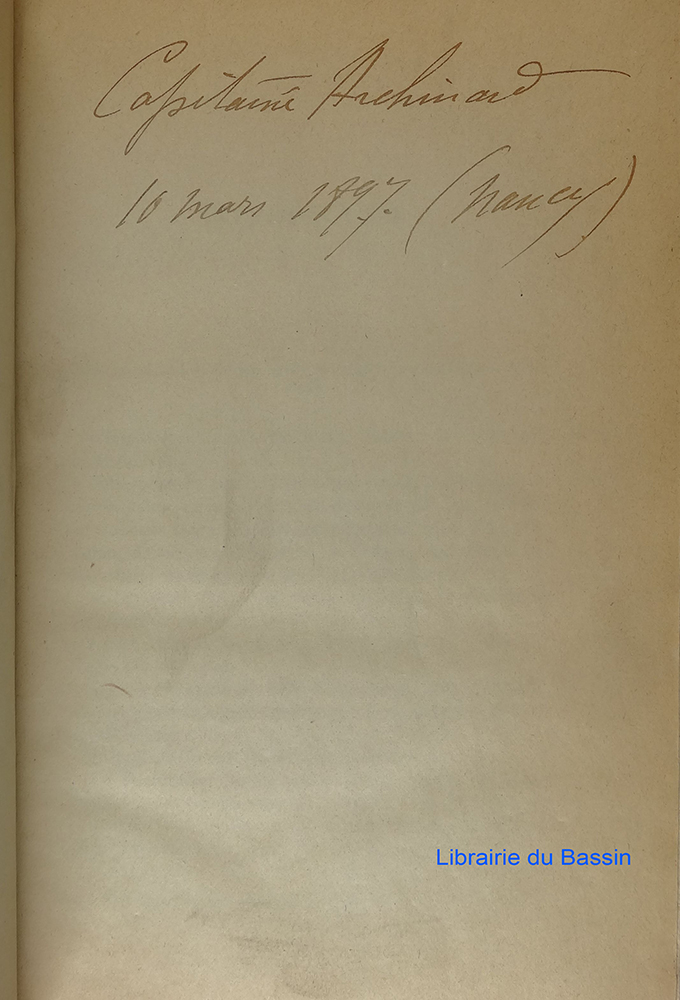 Capitaine Archinard
10 mars 1897. (Nancy)
Librairie du Bassin